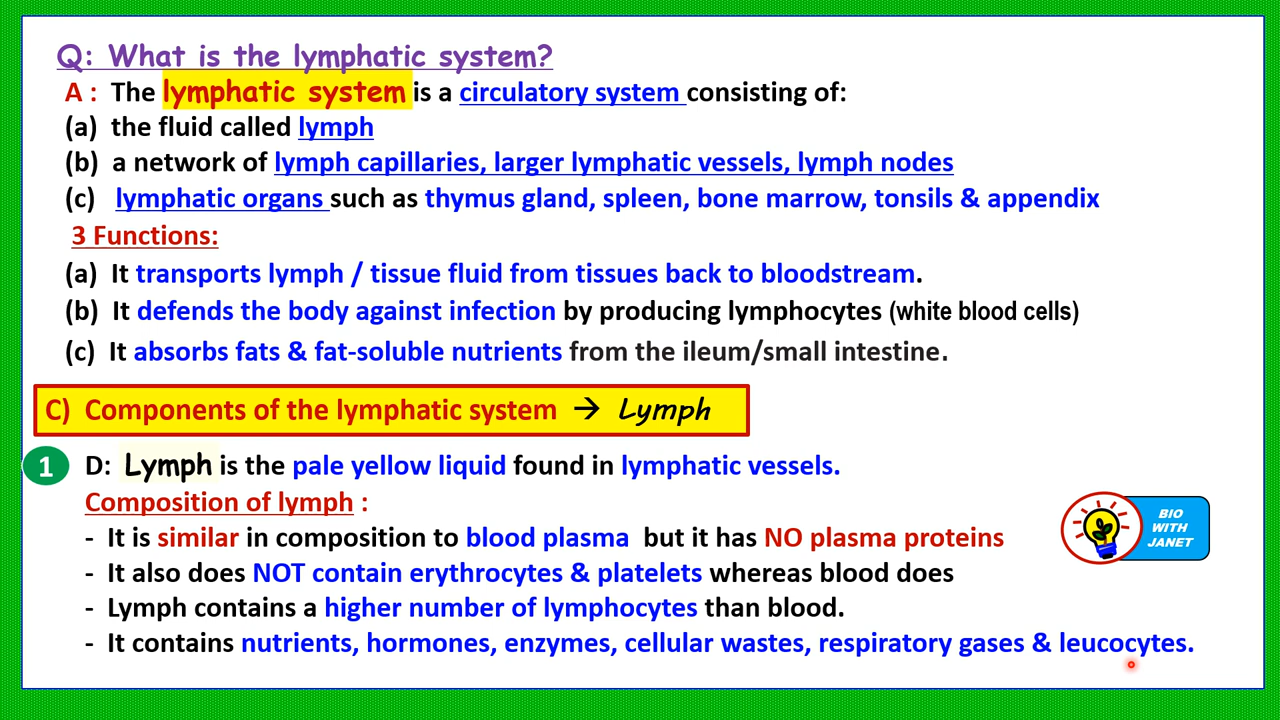 Q: What is the lymphatic system?
A : The lymphatic system is a circulatory system consisting of:
(a) the fluid called lymph
(b) a network of lymph capillaries, larger lymphatic vessels, lymph nodes
(c) lymphatic organs such as thymus gland, spleen, bone marrow, tonsils & appendix
3 Functions:
(a) It transports lymph / tissue fluid from tissues back to bloodstream.
(b) It defends the body against infection by producing lymphocytes (white blood cells)
(c) It absorbs fats & fat-soluble nutrients from the ileum/small intestine.
C) Components of the lymphatic system → Lymph
1 D: Lymph is the pale yellow liquid found in lymphatic vessels.
Composition of lymph :
- It is similar in composition to blood plasma but it has NO plasma proteins
- It also does NOT contain erythrocytes & platelets whereas blood does
- Lymph contains a higher number of lymphocytes than blood.
- It contains nutrients, hormones, enzymes, cellular wastes, respiratory gases & leucocytes.
BIO
WITH
JANET